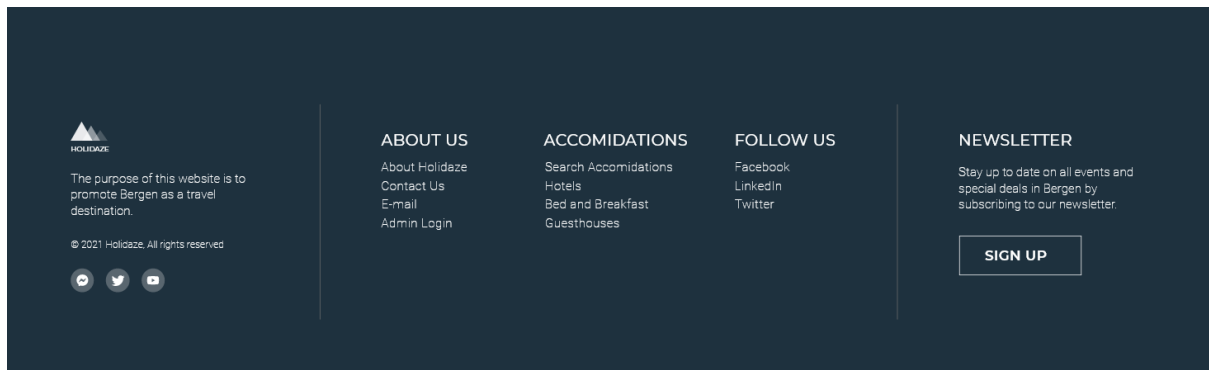 HOLIDAZE
The purpose of this website is to
promote Bergen as a travel
destination.
© 2021 Holidaze, All rights reserved
ABOUT US
About Holidaze
Contact Us
E-mail
Admin Login
ACCOMIDATIONS
Search Accomidations
Hotels
Bed and Breakfast
Guesthouses
FOLLOW US
Facebook
LinkedIn
Twitter
NEWSLETTER
Stay up to date on all events and
special deals in Bergen by
subscribing to our newsletter.
SIGN UP